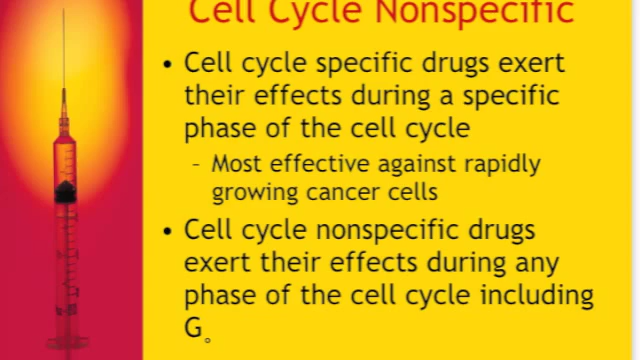 Cell Cycle Nonspecific
• Cell cycle specific drugs exert
their effects during a specific
phase of the cell cycle
– Most effective against rapidly
growing cancer cells
• Cell cycle nonspecific drugs
exert their effects during any
phase of the cell cycle including
G₀